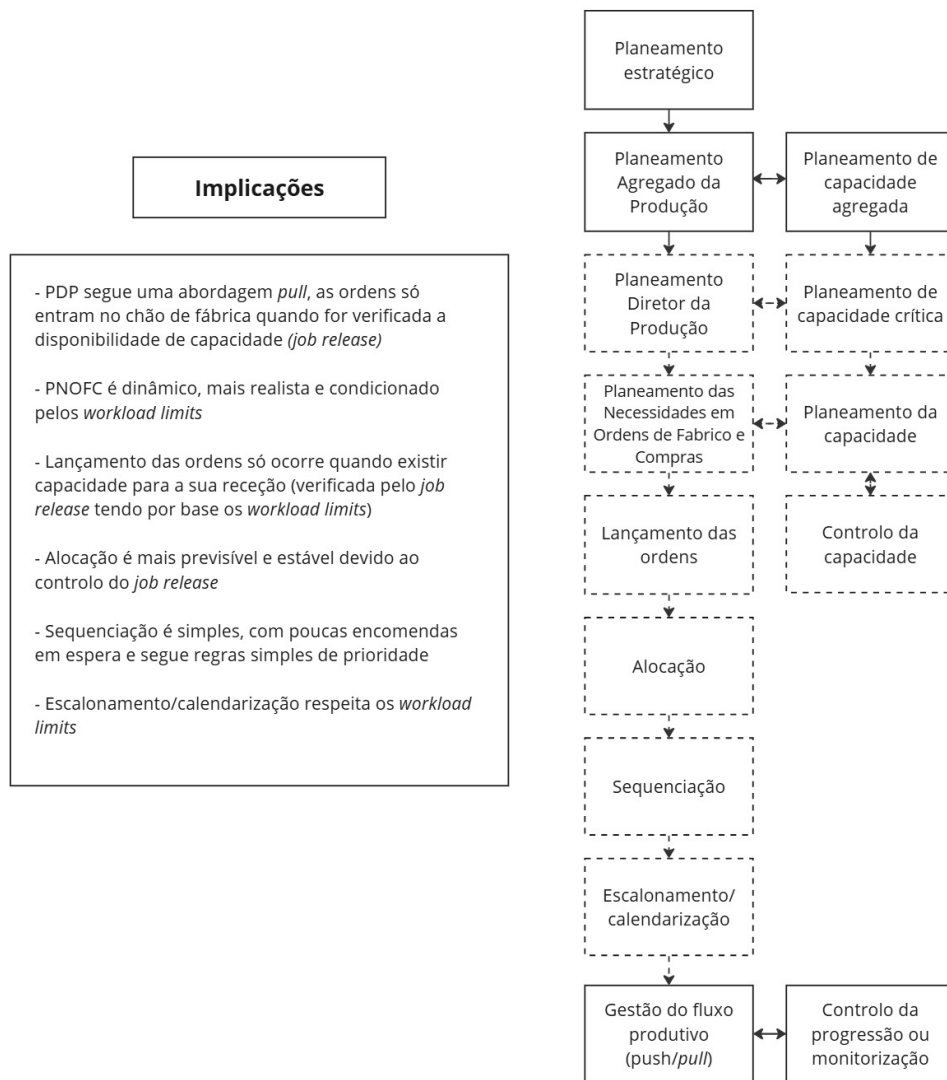 Implicações
- PDP segue uma abordagem pull, as ordens só
entram no chão de fábrica quando for verificada a
disponibilidade de capacidade (job release)
- PNOFC é dinâmico, mais realista e condicionado
pelos workload limits
- Lançamento das ordens só ocorre quando existir
capacidade para a sua receção (verificada pelo job
release tendo por base os workload limits)
- Alocação é mais previsível e estável devido ao
controlo do job release
- Sequenciação é simples, com poucas encomendas
em espera e segue regras simples de prioridade
- Escalonamento/calendarização respeita os workload
limits
Planeamento
estratégico
Planeamento
Agregado da
Produção
Planeamento de
capacidade
agregada
Planeamento
Diretor da
Produção
Planeamento de
capacidade crítica
Planeamento das
Necessidades em
Ordens de Fabrico e
Compras
Planeamento da
capacidade
Lançamento das
ordens
Controlo da
capacidade
Alocação
Sequenciação
Escalonamento/
calendarização
Gestão do fluxo
produtivo
(push/pull)
Controlo da
progressão ou
monitorização